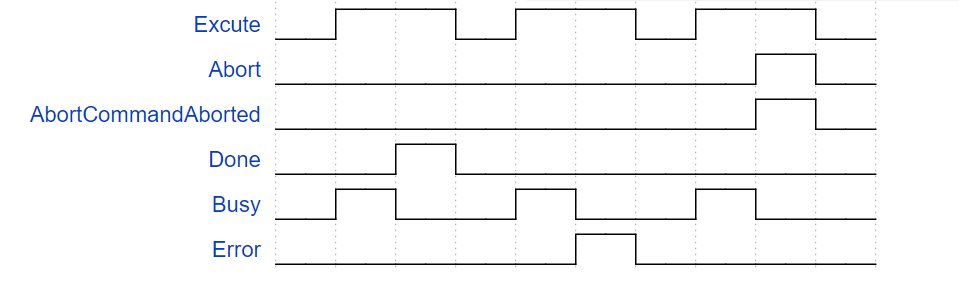 Excute
Abort
AbortCommandAborted
Done
Busy
Error